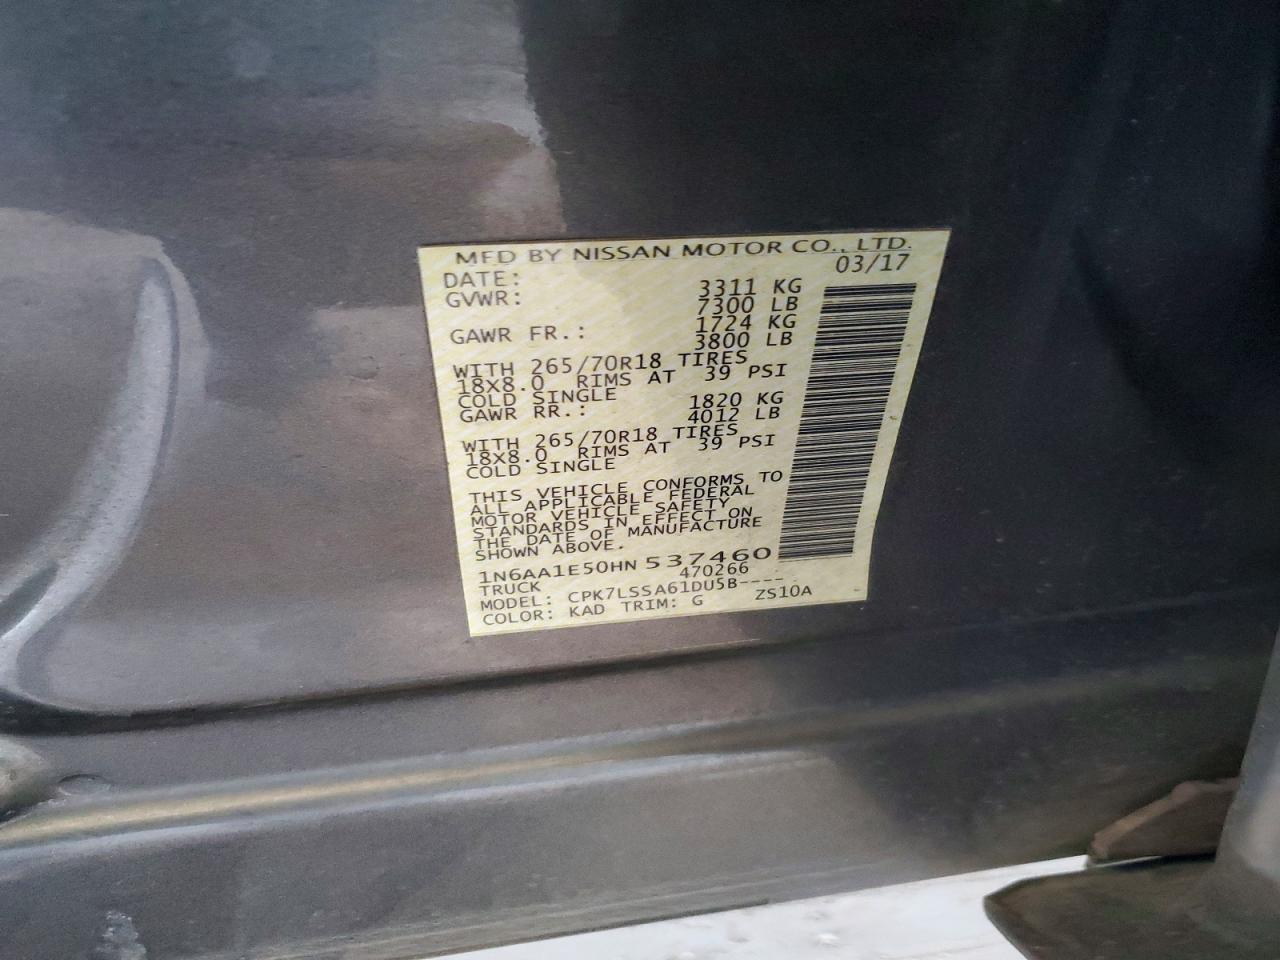 MFD BY NISSAN MOTOR CO., LTD.
DATE: 03/17
GVWR: 3311 KG
7300 LB
GAWR FR.: 1724 KG
3800 LB
WITH 265/70R18 TIRES
18X8.0 RIMS AT 39 PSI
COLD SINGLE
GAWR RR.: 1820 KG
4012 LB
WITH 265/70R18 TIRES
18X8.0 RIMS AT 39 PSI
COLD SINGLE
THIS VEHICLE CONFORMS TO
ALL APPLICABLE FEDERAL
MOTOR VEHICLE SAFETY
STANDARDS IN EFFECT ON
THE DATE OF MANUFACTURE
SHOWN ABOVE.
1N6AA1E50HN 537460
TRUCK 470266
MODEL: CPK7LSSA61DU5B----
COLOR: KAD TRIM: G ZS10A